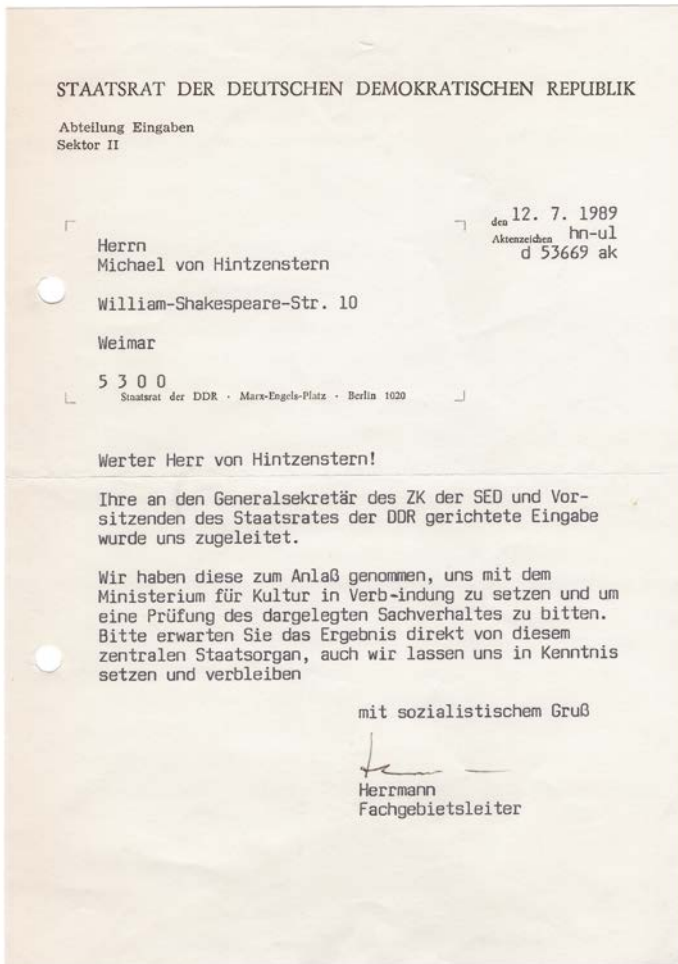 STAATSRAT DER DEUTSCHEN DEMOKRATISCHEN REPUBLIK
Abteilung Eingaben
Sektor II
den 12. 7. 1989
Aktenzeichen hn-ul
d 53669 ak
Herrn
Michael von Hintzenstern
William-Shakespeare-Str. 10
Weimar
5 3 0 0
Staatsrat der DDR · Marx-Engels-Platz · Berlin 1020
Werter Herr von Hintzenstern!
Ihre an den Generalsekretär des ZK der SED und Vor-
sitzenden des Staatsrates der DDR gerichtete Eingabe
wurde uns zugeleitet.
Wir haben diese zum Anlaß genommen, uns mit dem
Ministerium für Kultur in Verb-indung zu setzen und um
eine Prüfung des dargelegten Sachverhaltes zu bitten.
Bitte erwarten Sie das Ergebnis direkt von diesem
zentralen Staatsorgan, auch wir lassen uns in Kenntnis
setzen und verbleiben
mit sozialistischem Gruß
Herrmann
Fachgebietsleiter